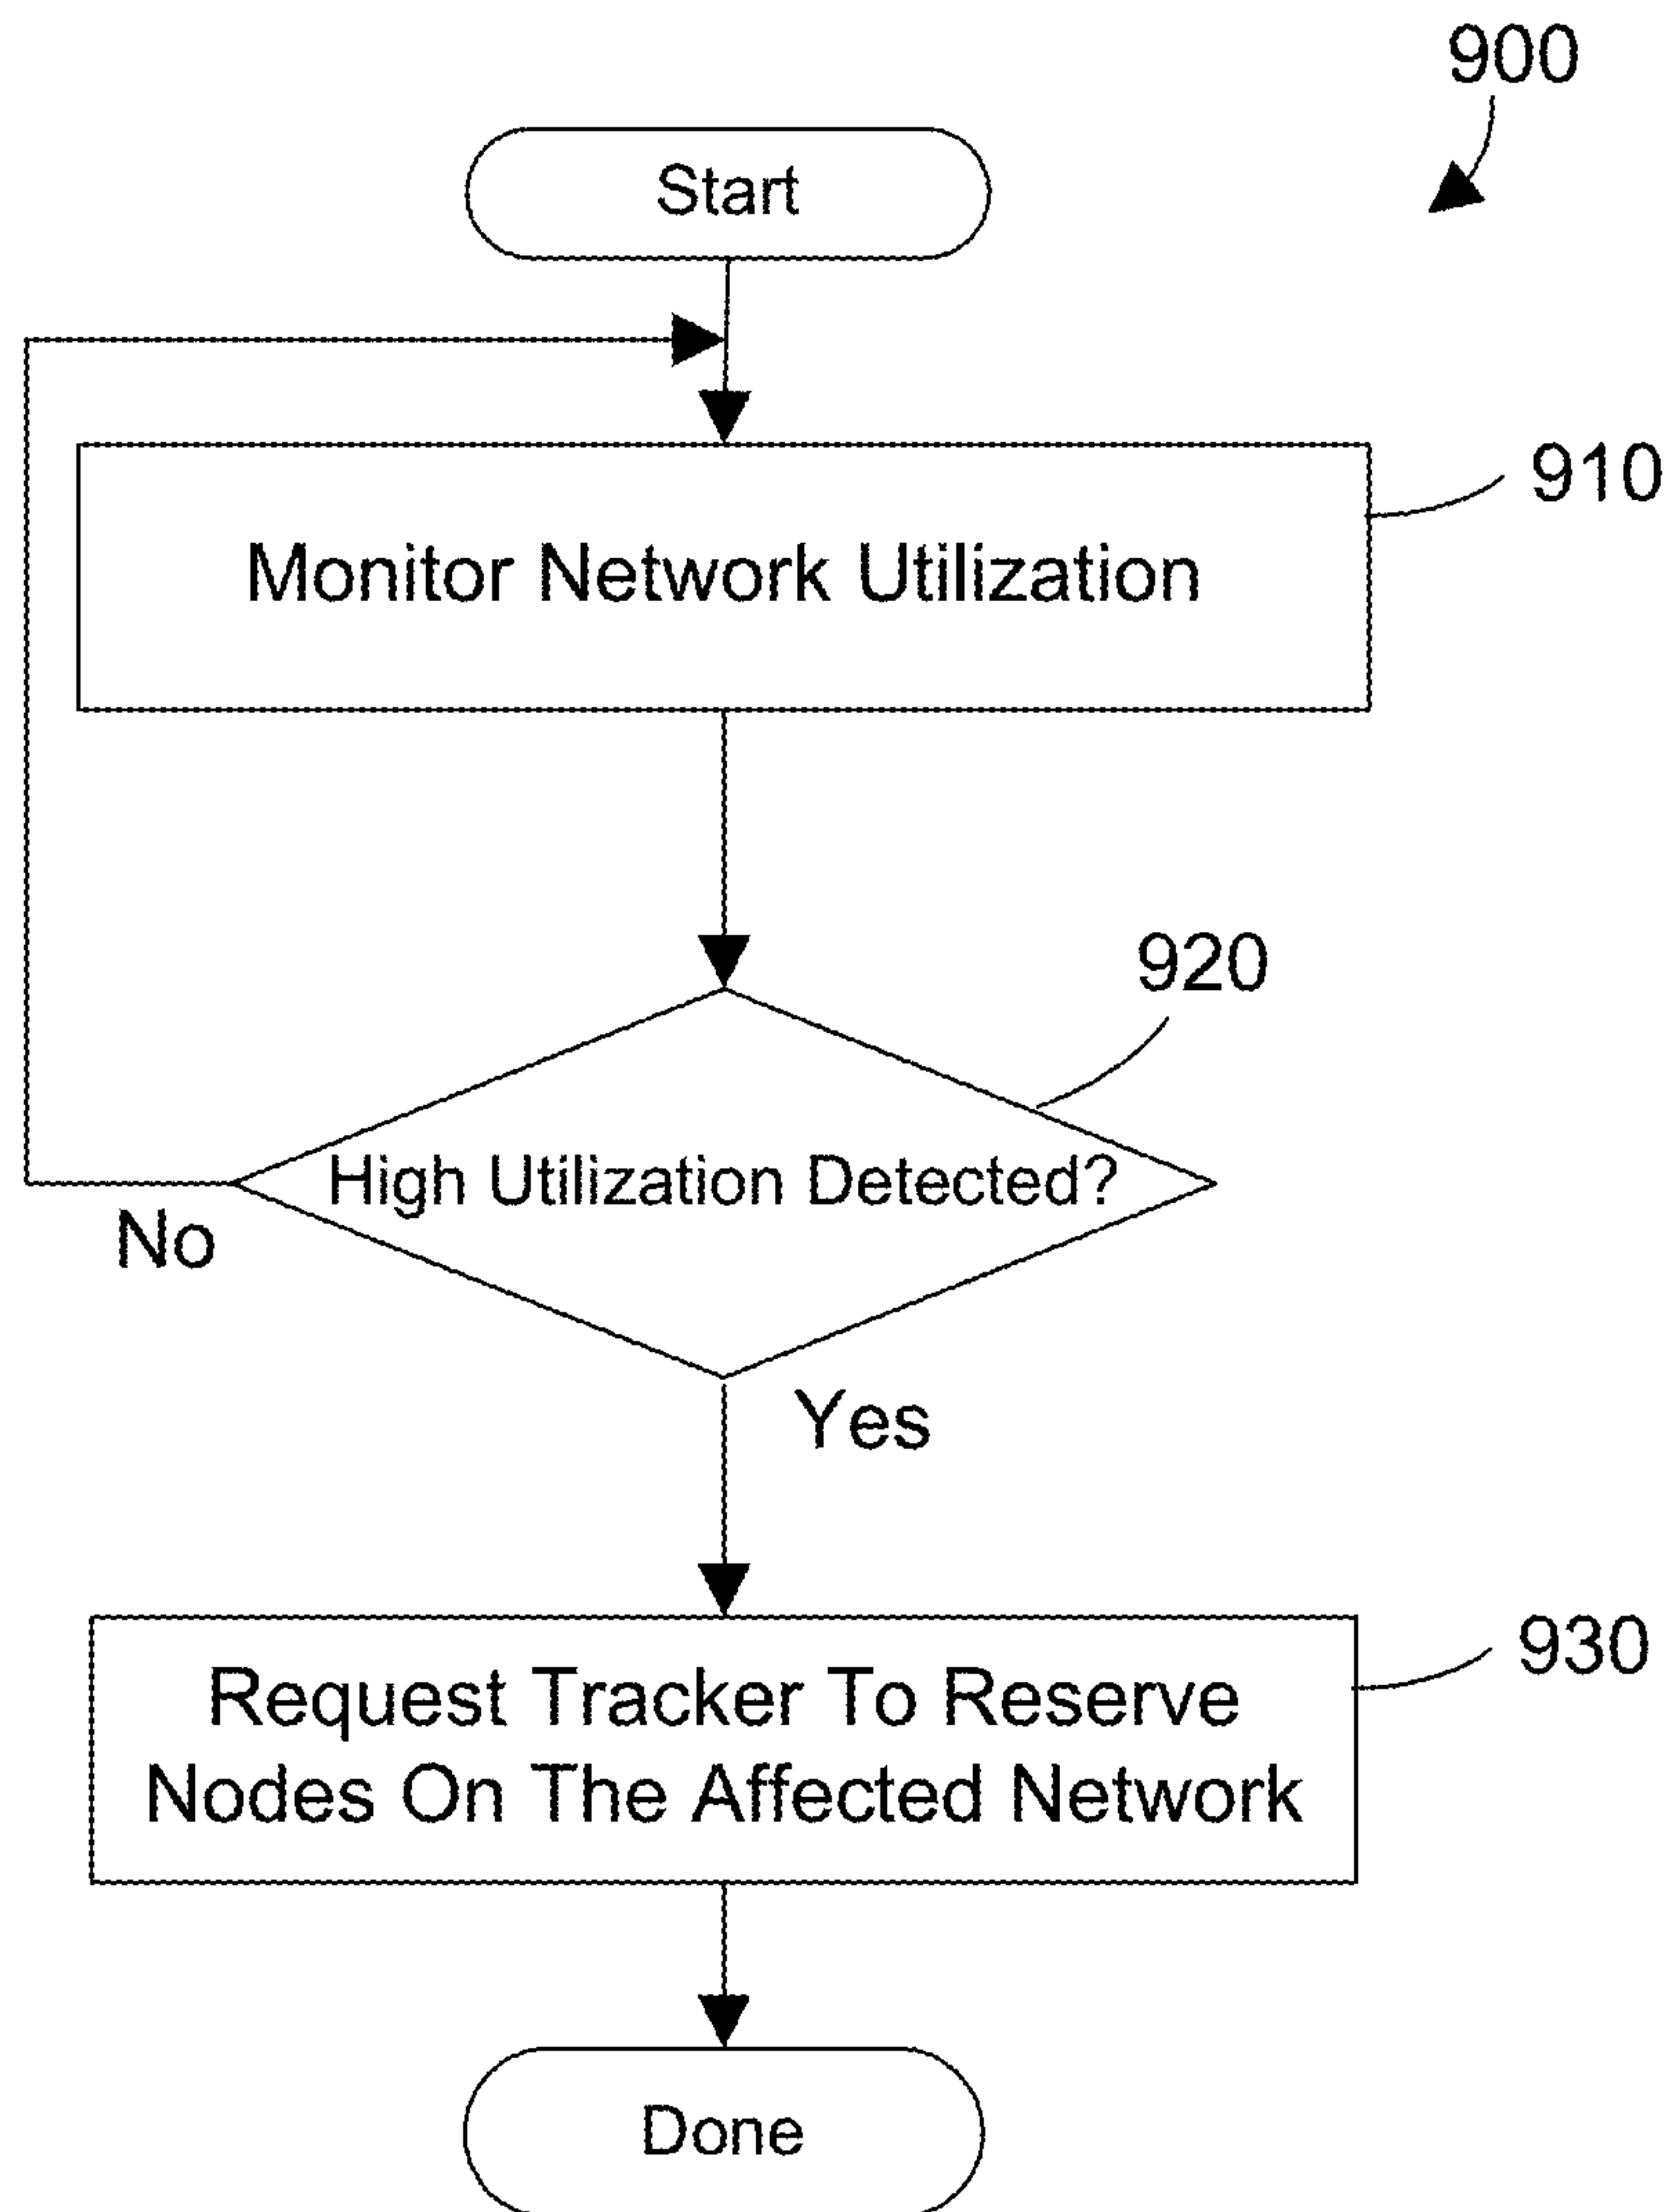 900
Start
910
Monitor Network Utilization
920
High Utilization Detected?
No
Yes
930
Request Tracker To Reserve
Nodes On The Affected Network
Done